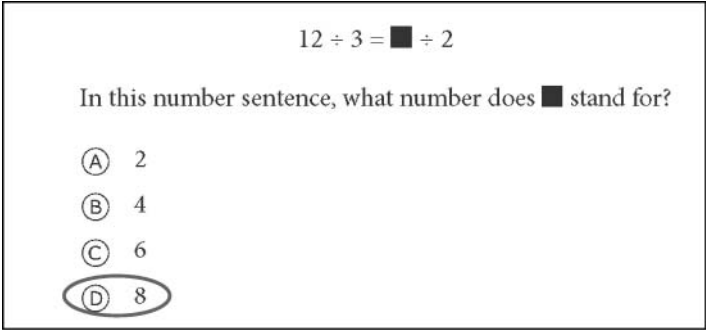 12 ÷ 3 = ■ ÷ 2
In this number sentence, what number does ■ stand for?
A 2
B 4
C 6
D 8